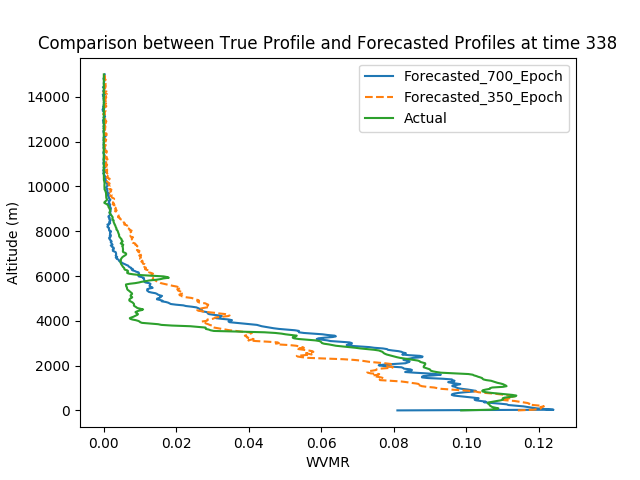 Comparison between True Profile and Forecasted Profiles at time 338
Forecasted_700_Epoch
Forecasted_350_Epoch
Actual
Altitude (m)
14000
12000
10000
8000
6000
4000
2000
0
0.00 0.02 0.04 0.06 0.08 0.10 0.12
WVMR